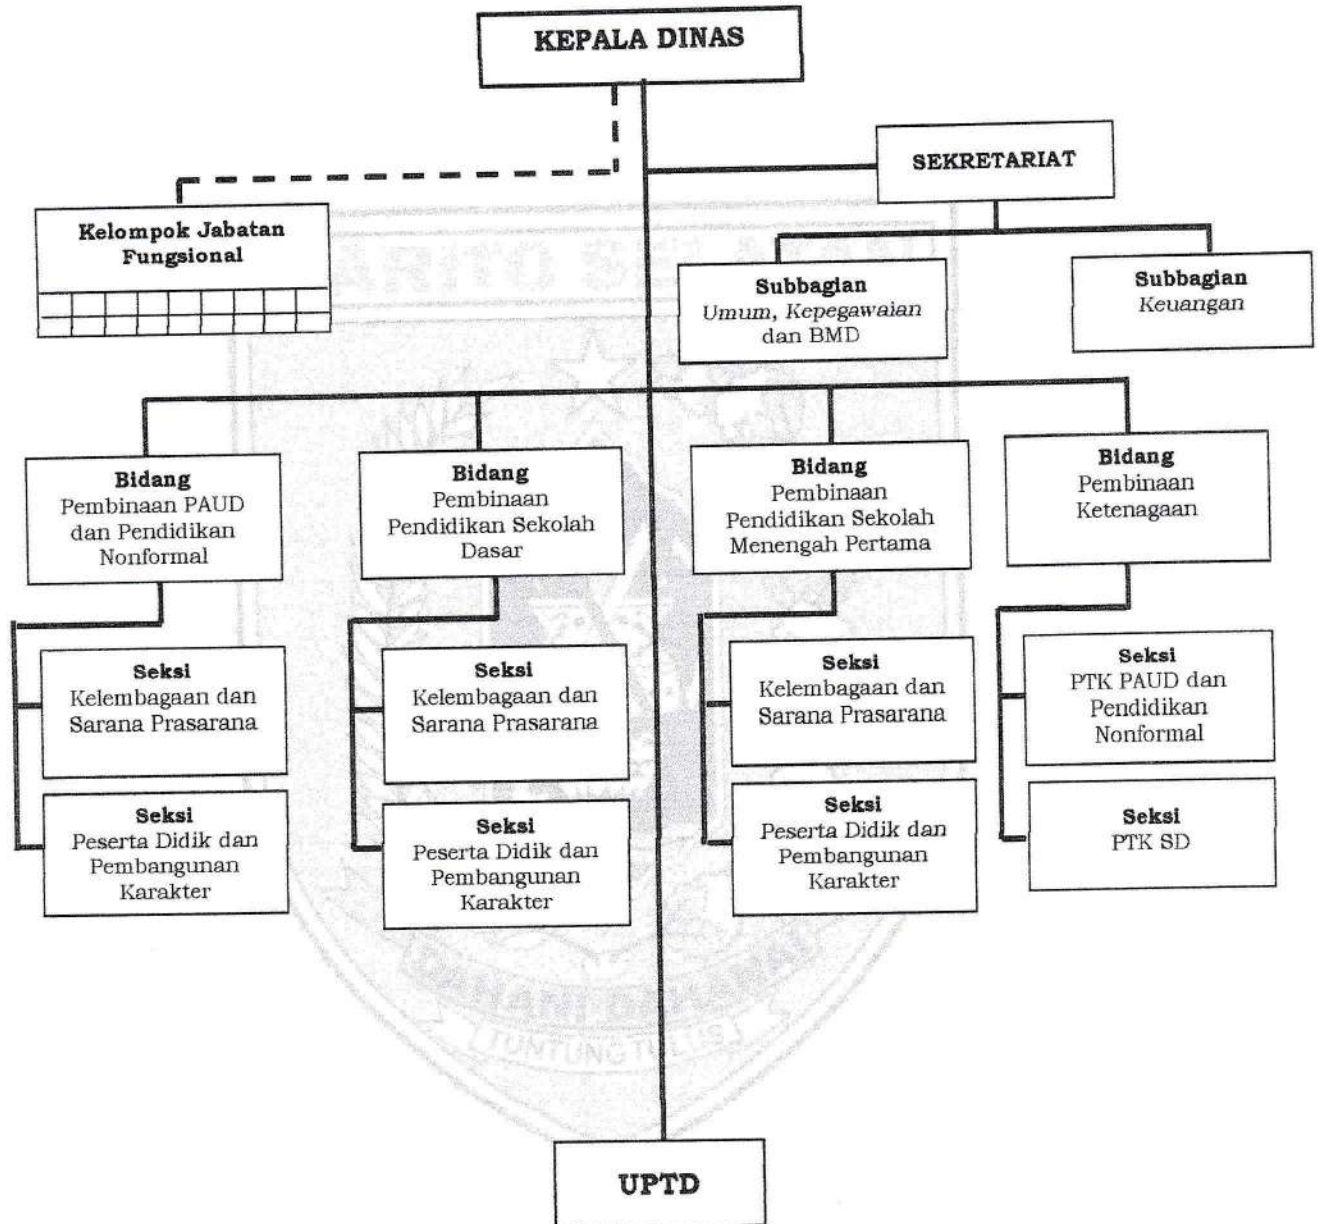 KEPALA DINAS
SEKRETARIAT
Kelompok Jabatan
Fungsional
Subbagian
Umum, Kepegawaian
dan BMD
Subbagian
Keuangan
Bidang
Pembinaan PAUD
dan Pendidikan
Nonformal
Bidang
Pembinaan
Pendidikan Sekolah
Dasar
Bidang
Pembinaan
Pendidikan Sekolah
Menengah Pertama
Bidang
Pembinaan
Ketenagaan
Seksi
Kelembagaan dan
Sarana Prasarana
Seksi
Kelembagaan dan
Sarana Prasarana
Seksi
Kelembagaan dan
Sarana Prasarana
Seksi
PTK PAUD dan
Pendidikan
Nonformal
Seksi
Peserta Didik dan
Pembangunan
Karakter
Seksi
Peserta Didik dan
Pembangunan
Karakter
Seksi
Peserta Didik dan
Pembangunan
Karakter
Seksi
PTK SD
DAHANI DAHANAI
TUNTUNG TULUS
UPTD